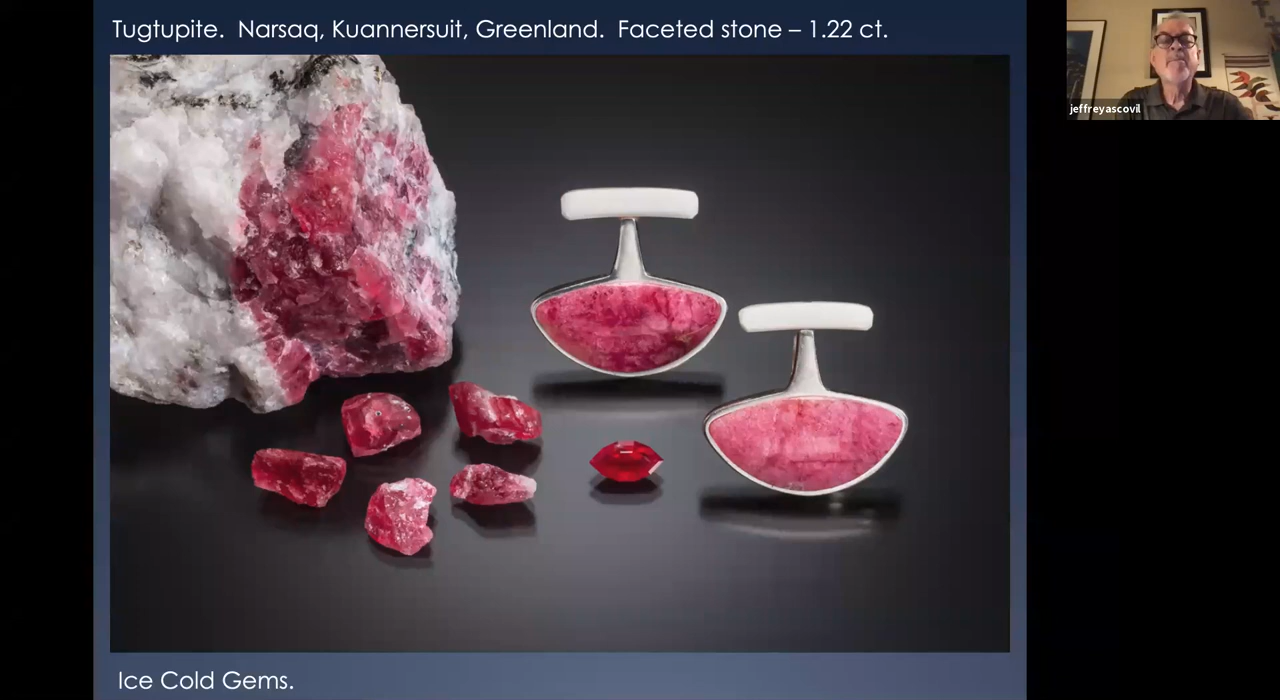 Tugtupite.  Narsaq, Kuannersuit, Greenland.  Faceted stone – 1.22 ct.
jeffreyascovil
Ice Cold Gems.